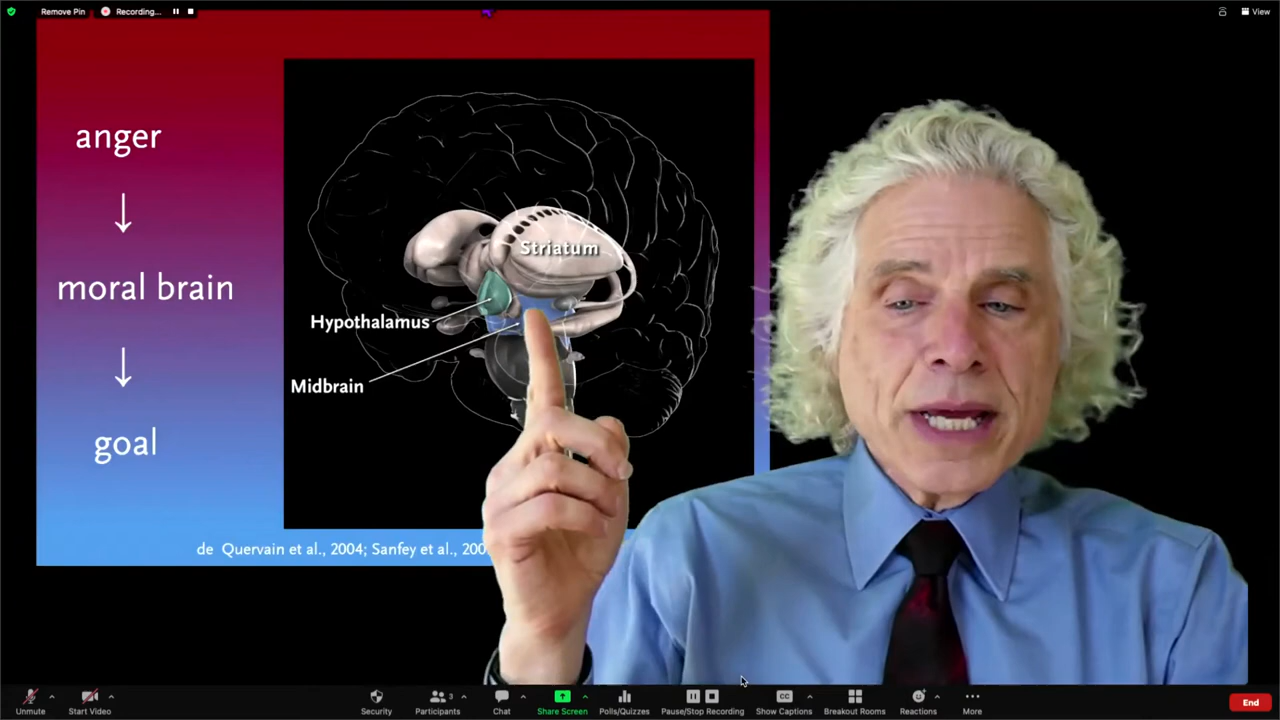 Remove Pin
Recording...
View
anger
moral brain
goal
Striatum
Hypothalamus
Midbrain
de Quervain et al., 2004; Sanfey et al.,
Unmute
Start Video
Security
Participants
3
Chat
Share Screen
Polls/Quizzes
Pause/Stop Recording
Show Captions
Breakout Rooms
Reactions
More
End